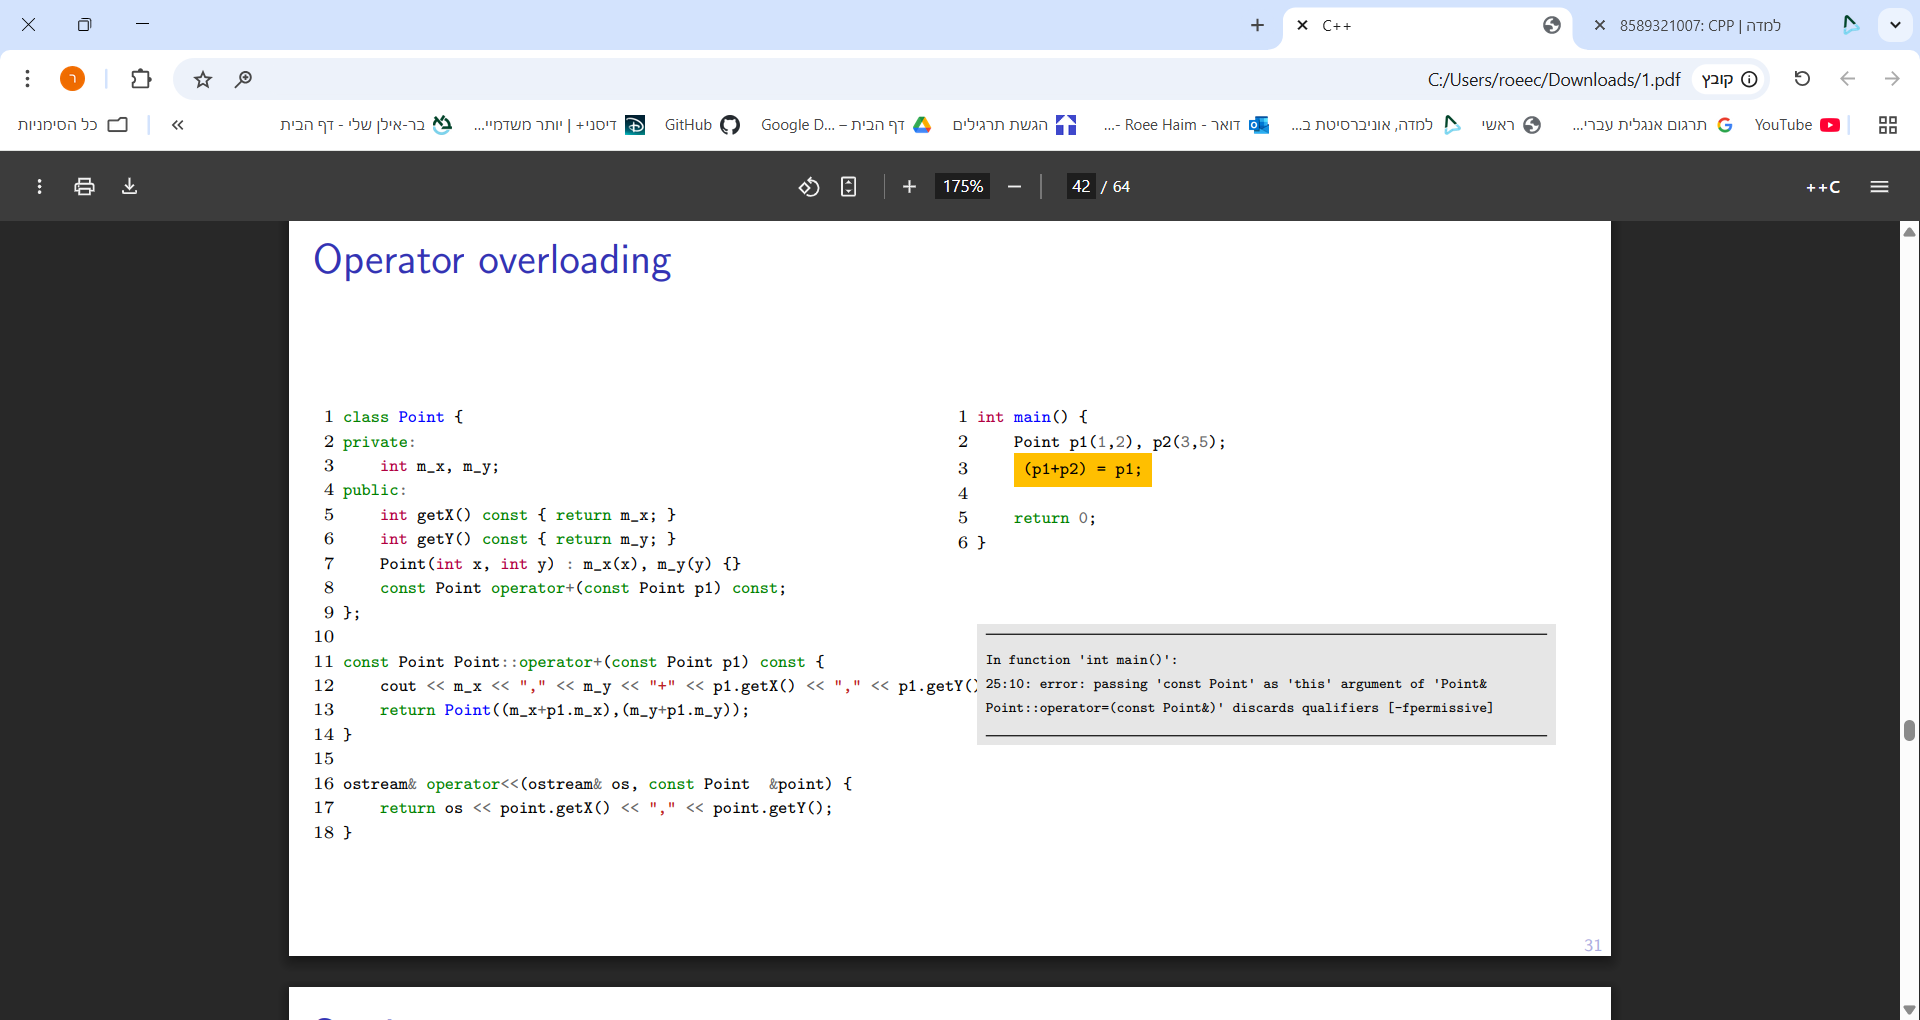 C++
למדה | 8589321007: CPP
C:/Users/roeec/Downloads/1.pdf
קובץ
ר
כל הסימניות
«
בר-אילן שלי - דף הבית
דיסני+ | יותר משדמיי...
GitHub
דף הבית – Google D...
הגשת תרגילים
דואר - Roee Haim -...
למדה, אוניברסיטת ב...
ראשי
תרגום אנגלית עברי...
YouTube
175%
42 / 64
++C
Operator overloading
1 class Point {
2 private:
3 int m_x, m_y;
4 public:
5 int getX() const { return m_x; }
6 int getY() const { return m_y; }
7 Point(int x, int y) : m_x(x), m_y(y) {}
8 const Point operator+(const Point p1) const;
9 };
10
11 const Point Point::operator+(const Point p1) const {
12 cout << m_x << "," << m_y << "+" << p1.getX() << "," << p1.getY()
13 return Point((m_x+p1.m_x),(m_y+p1.m_y));
14 }
15
16 ostream& operator<<(ostream& os, const Point &point) {
17 return os << point.getX() << "," << point.getY();
18 }
1 int main() {
2 Point p1(1,2), p2(3,5);
3 (p1+p2) = p1;
4
5 return 0;
6 }
In function 'int main()':
25:10: error: passing 'const Point' as 'this' argument of 'Point&
Point::operator=(const Point&)' discards qualifiers [-fpermissive]
31